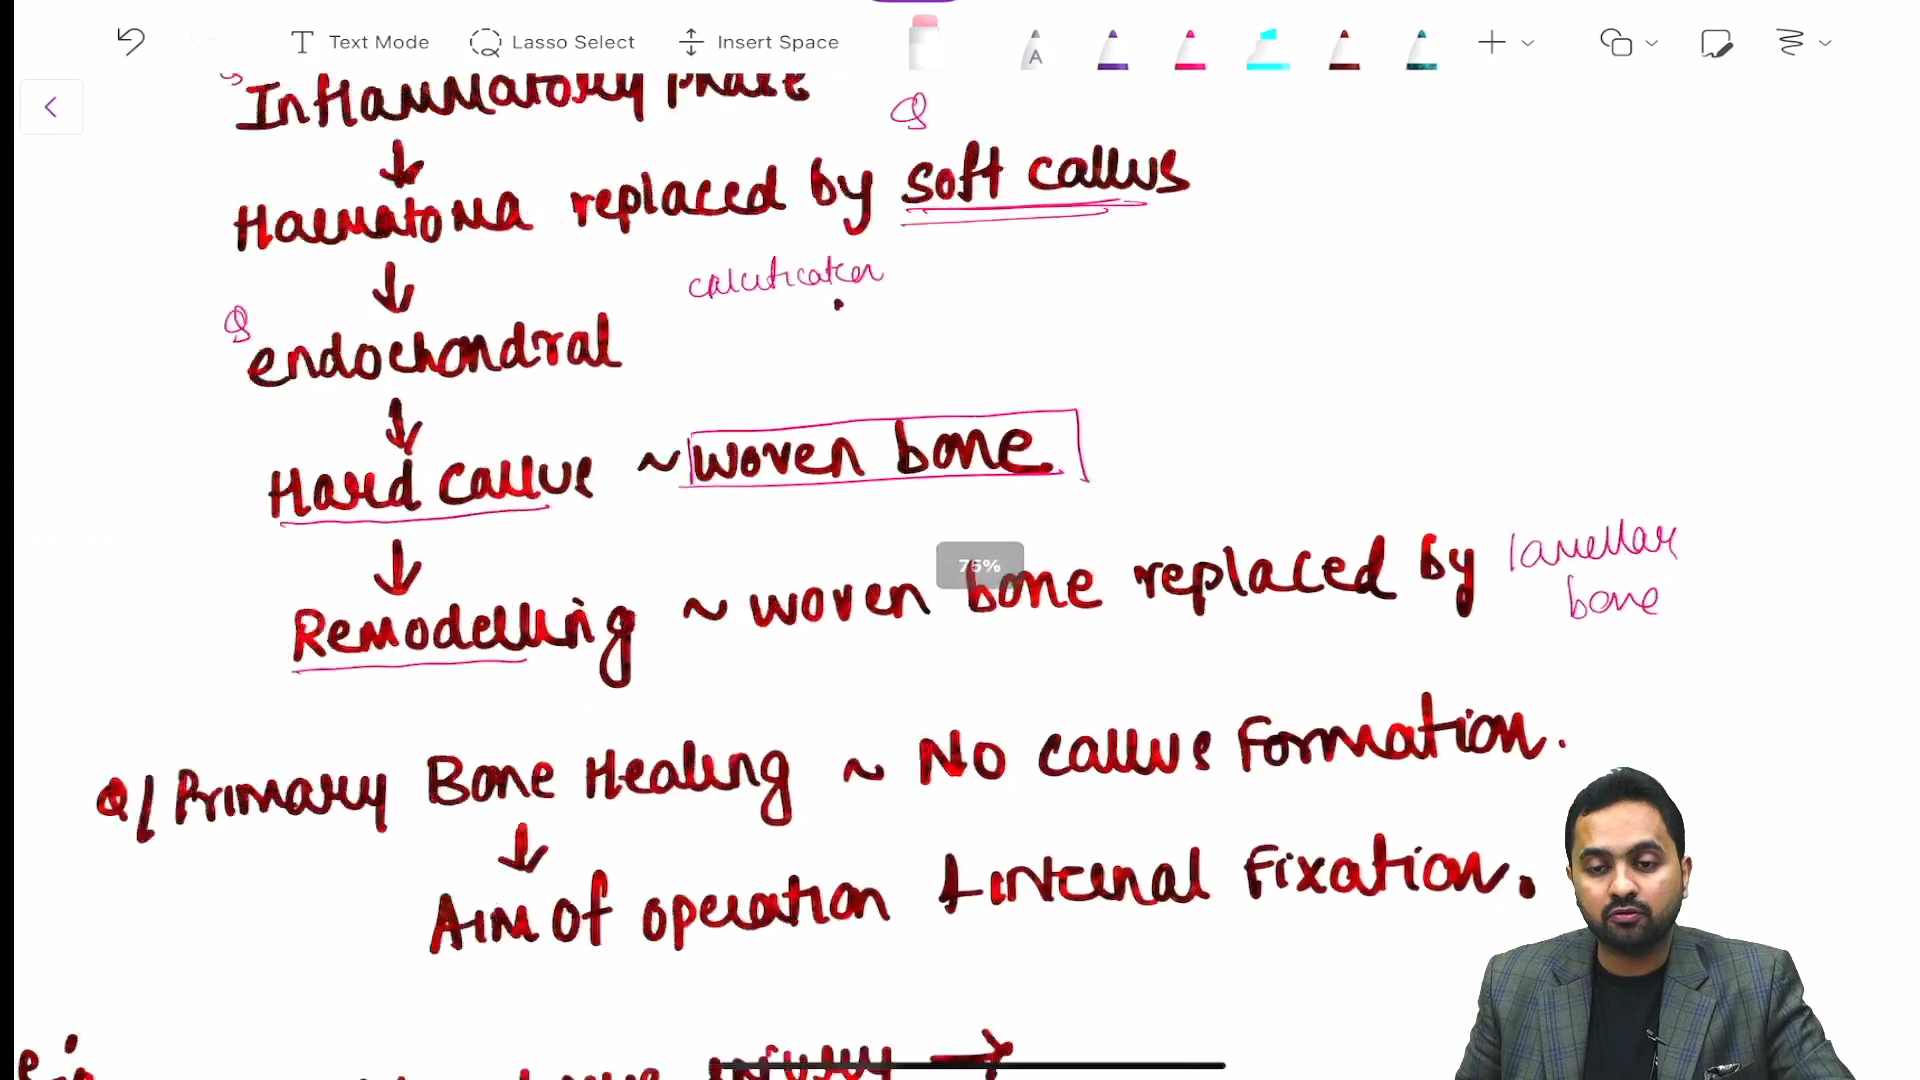 Text Mode Lasso Select Insert Space A
Inflammatory phase
Q
Haematoma replaced by soft callus
calcification
Q
endochondral
Hard callus ~ woven bone
75%
Remodelling ~ woven bone replaced by lamellar
bone
Q/ Primary Bone Healing ~ No callus Formation.
Aim of operation + internal Fixation.